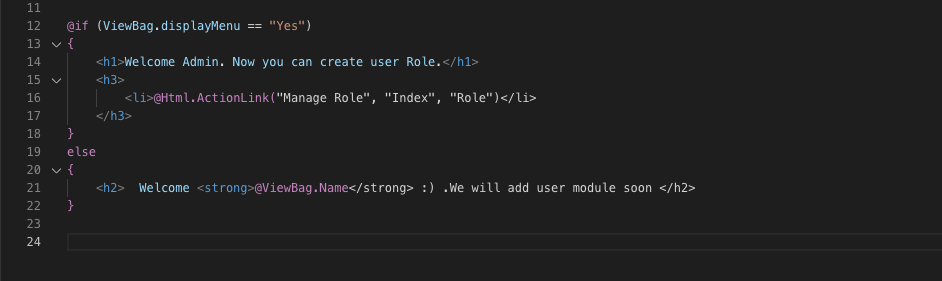 11
12 @if (ViewBag.displayMenu == "Yes")
13 {
14 <h1>Welcome Admin. Now you can create user Role.</h1>
15 <h3>
16 <li>@Html.ActionLink("Manage Role", "Index", "Role")</li>
17 </h3>
18 }
19 else
20 {
21 <h2>  Welcome <strong>@ViewBag.Name</strong> :) .We will add user module soon </h2>
22 }
23
24